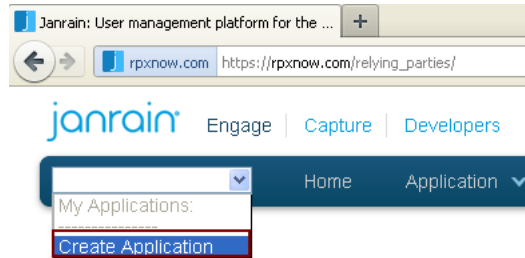 Janrain: User management platform for the ...
rpxnow.com https://rpxnow.com/relying_parties/
janrain Engage Capture Developers
Home Application
My Applications:
---------------
Create Application